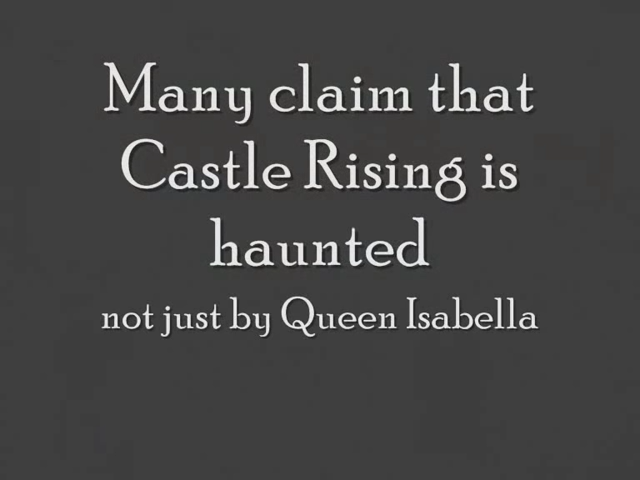 Many claim that
Castle Rising is
haunted
not just by Queen Isabella